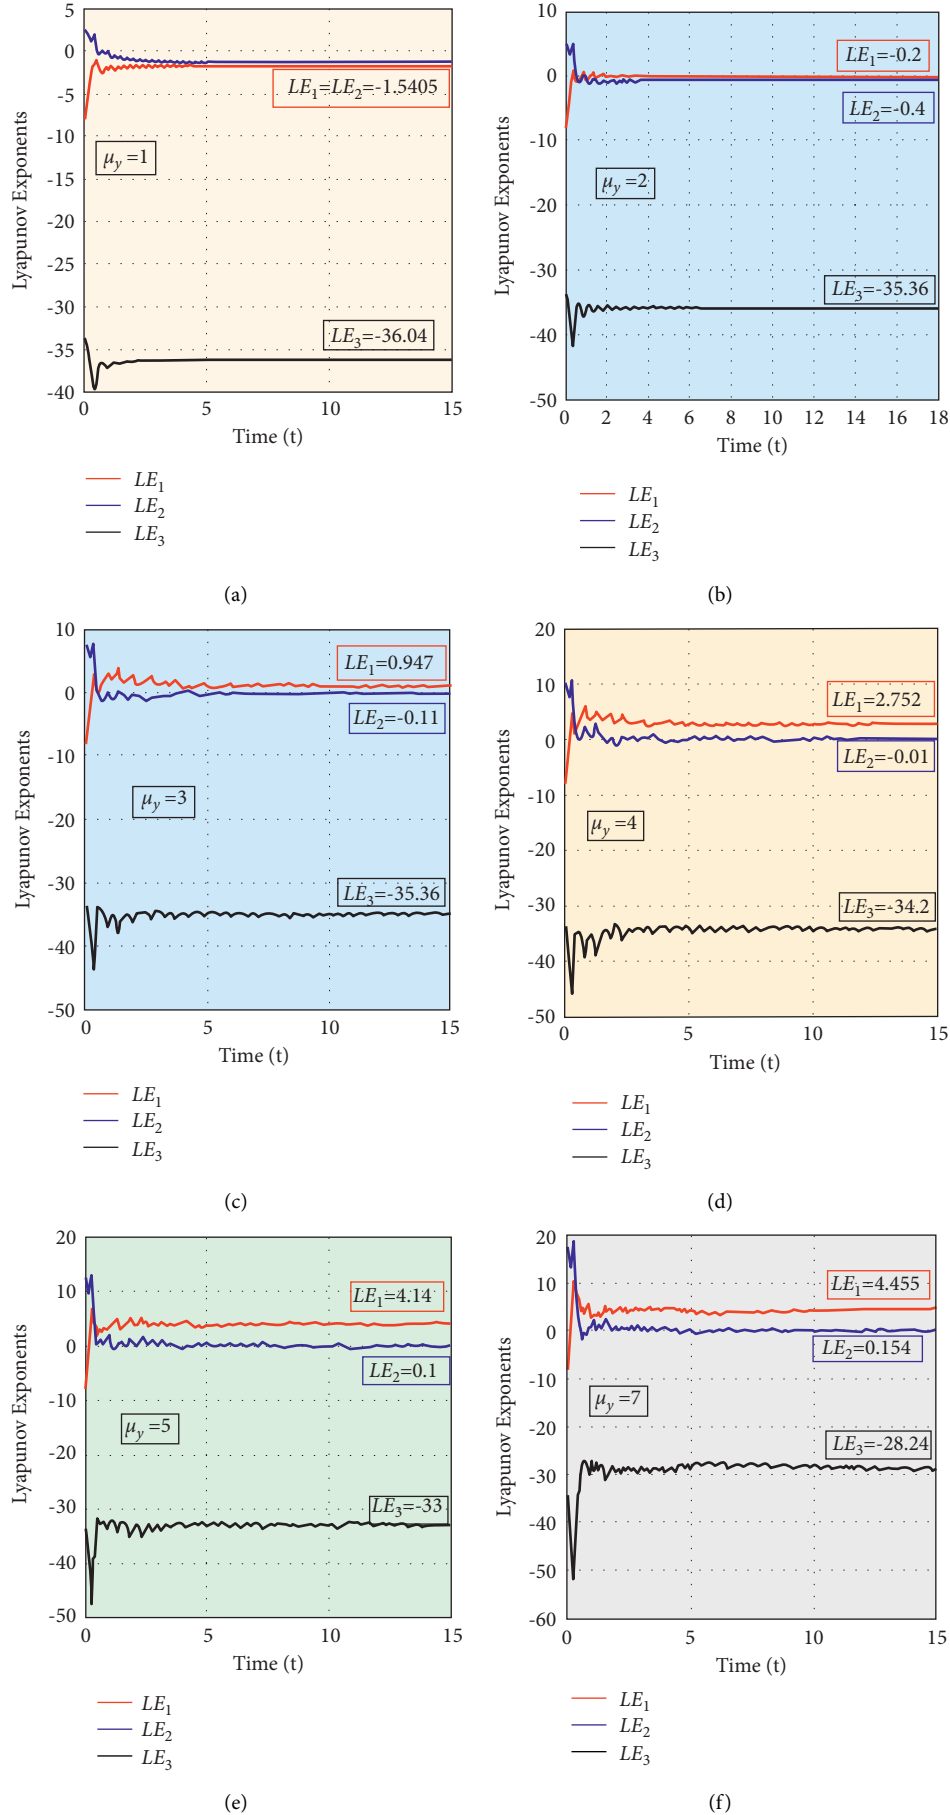 5
0
-5
-10
-15
-20
-25
-30
-35
-40
Lyapunov Exponents
LE1=LE2=-1.5405
μy=1
LE3=-36.04
0 5 10 15
Time (t)
LE1
LE2
LE3
(a)
10
0
-10
-20
-30
-40
-50
Lyapunov Exponents
LE1=-0.2
LE2=-0.4
μy=2
LE3=-35.36
0 2 4 6 8 10 12 14 16 18
Time (t)
LE1
LE2
LE3
(b)
10
0
-10
-20
-30
-40
-50
Lyapunov Exponents
LE1=0.947
LE2=-0.11
μy=3
LE3=-35.36
0 5 10 15
Time (t)
LE1
LE2
LE3
(c)
20
10
0
-10
-20
-30
-40
-50
Lyapunov Exponents
LE1=2.752
LE2=-0.01
μy=4
LE3=-34.2
0 5 10 15
Time (t)
LE1
LE2
LE3
(d)
20
10
0
-10
-20
-30
-40
-50
Lyapunov Exponents
LE1=4.14
LE2=0.1
μy=5
LE3=-33
0 5 10 15
Time (t)
LE1
LE2
LE3
(e)
20
10
0
-10
-20
-30
-40
-50
-60
Lyapunov Exponents
LE1=4.455
LE2=0.154
μy=7
LE3=-28.24
0 5 10 15
Time (t)
LE1
LE2
LE3
(f)